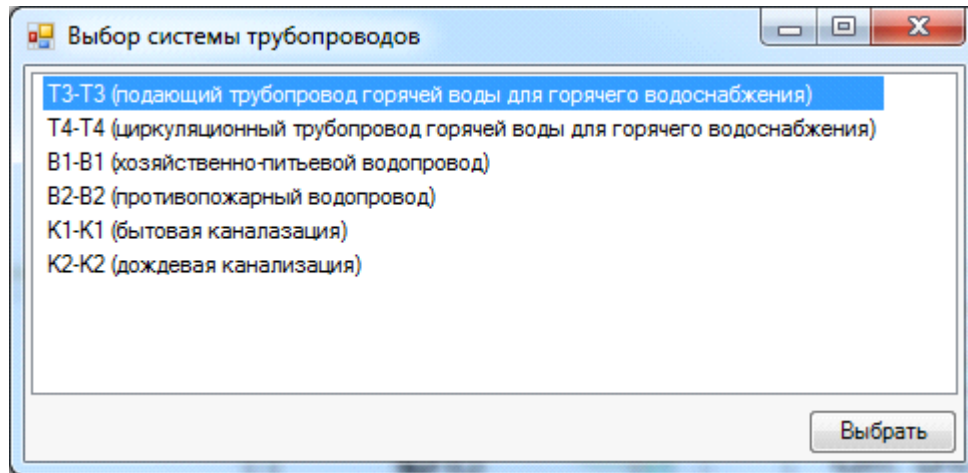 Выбор системы трубопроводов
Т3-Т3 (подающий трубопровод горячей воды для горячего водоснабжения)
Т4-Т4 (циркуляционный трубопровод горячей воды для горячего водоснабжения)
В1-В1 (хозяйственно-питьевой водопровод)
В2-В2 (противопожарный водопровод)
К1-К1 (бытовая каналазация)
К2-К2 (дождевая канализация)
Выбрать